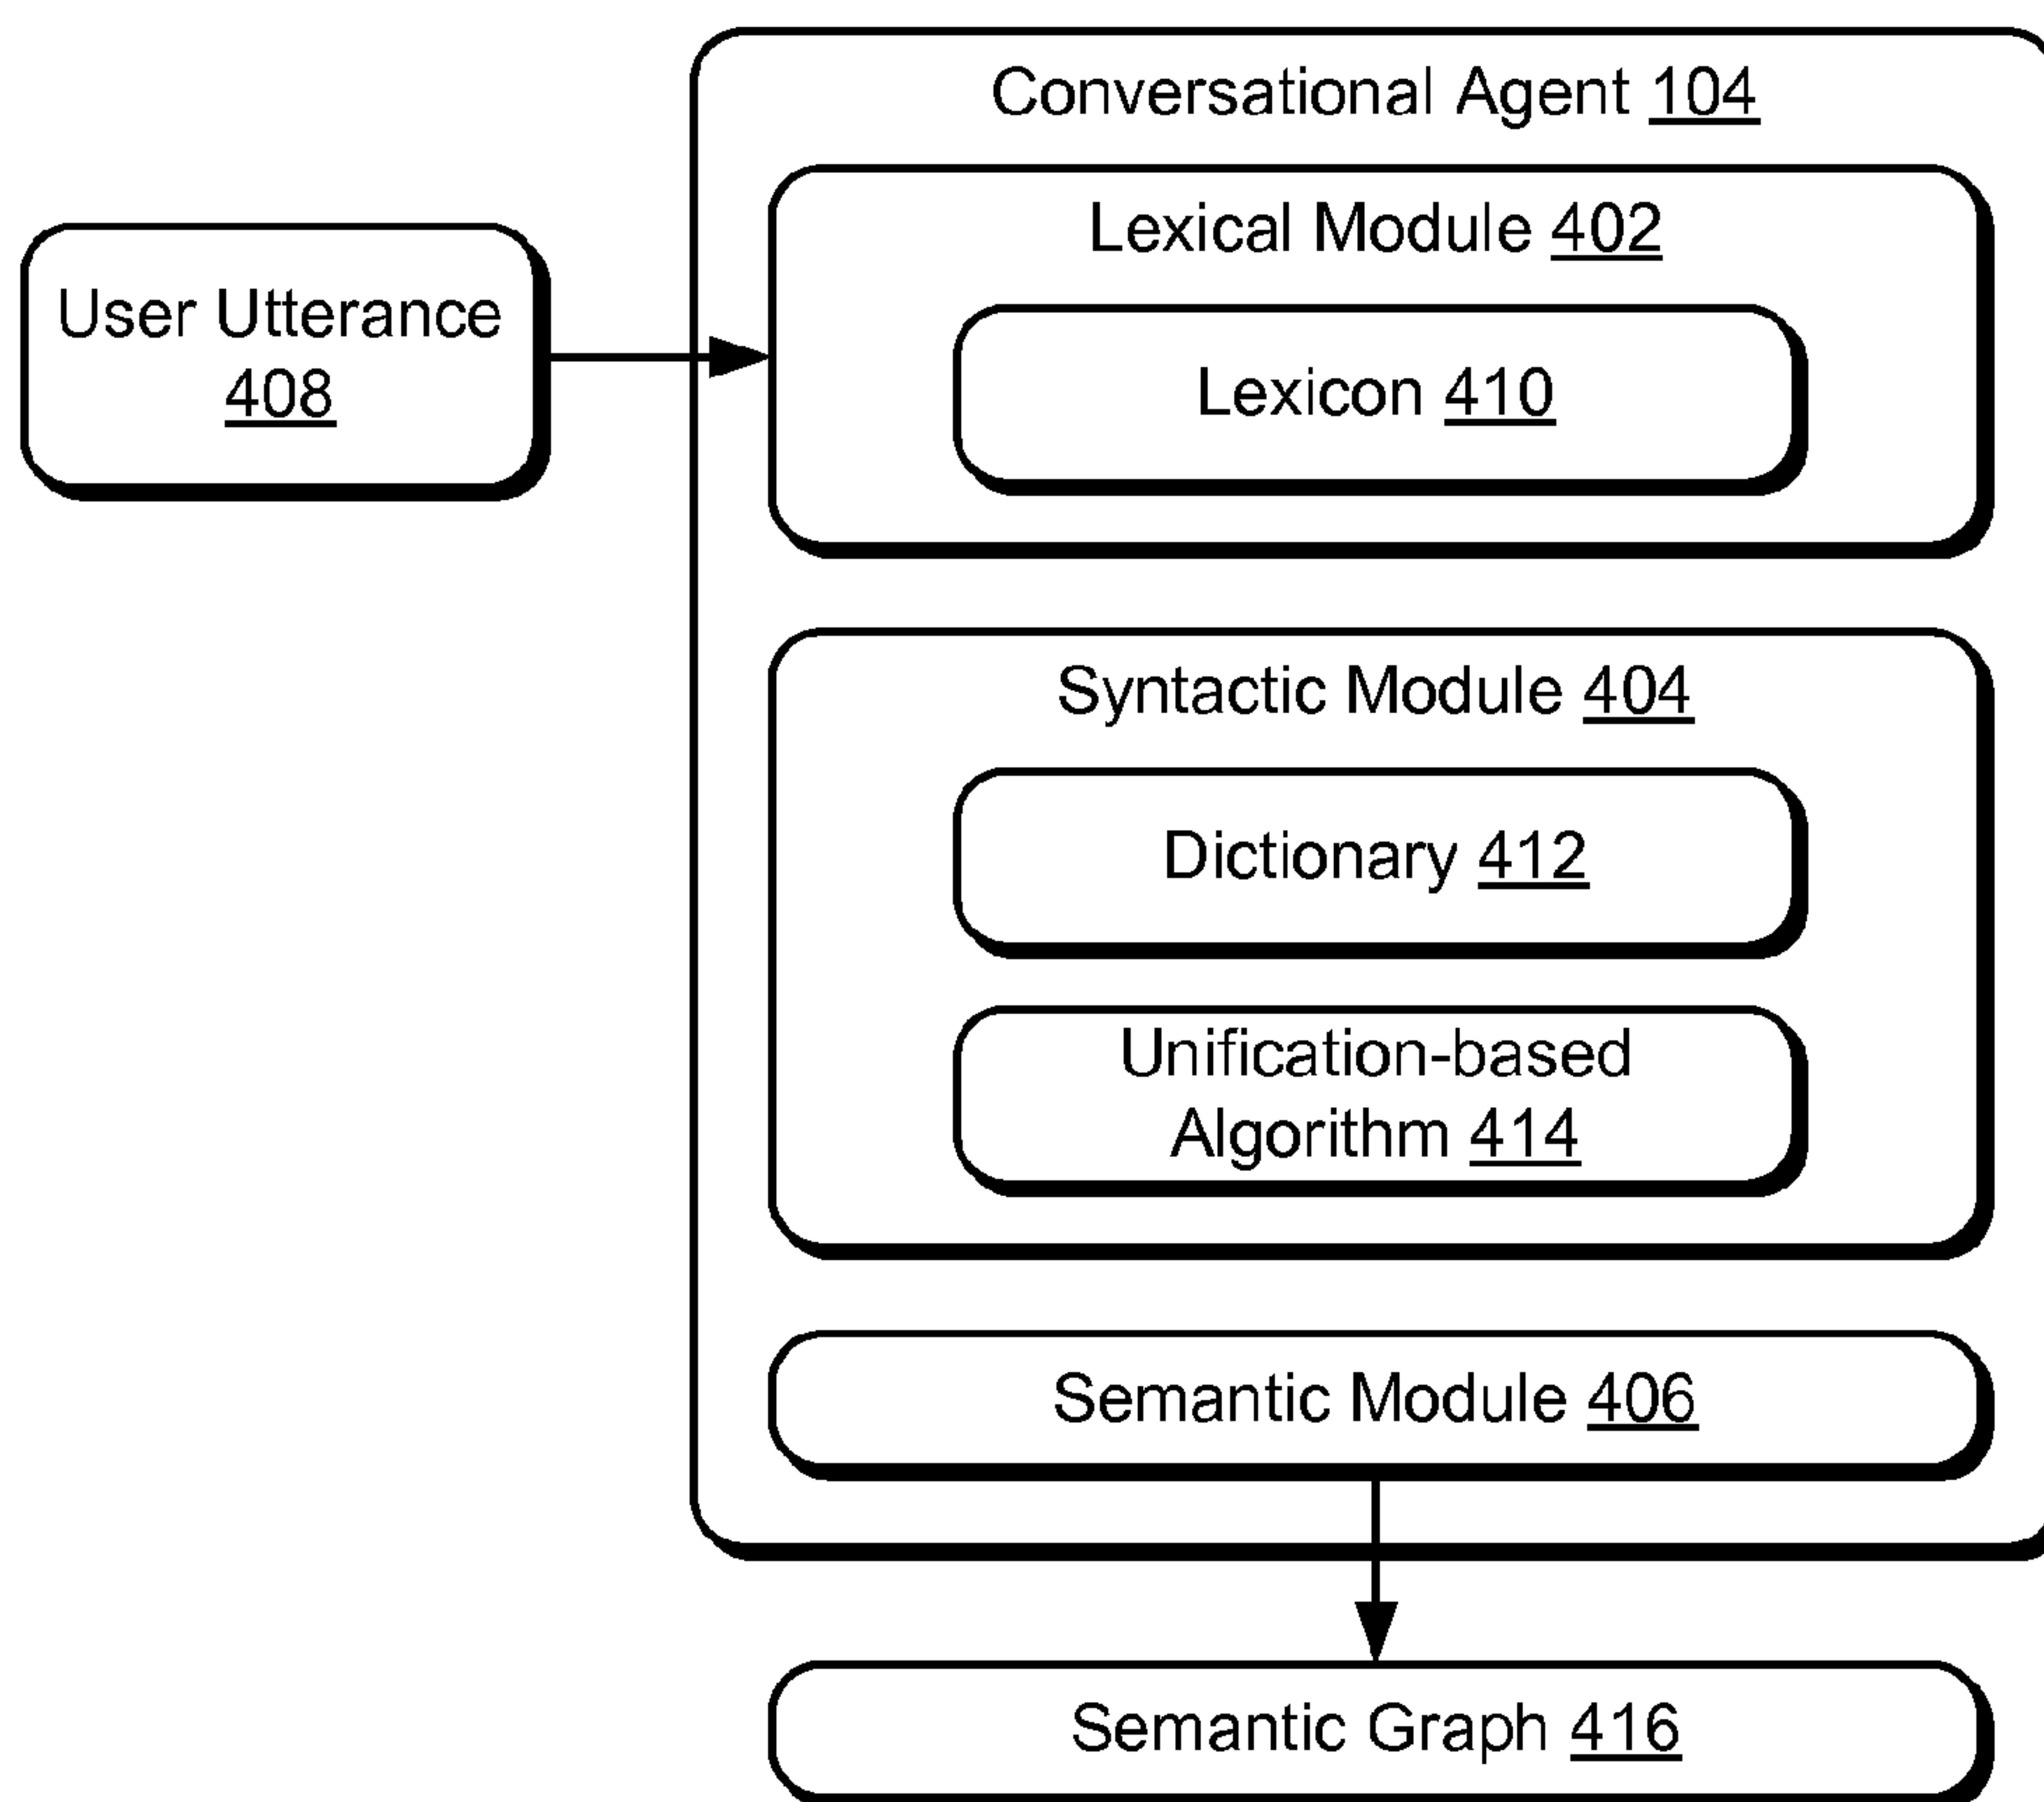 Conversational Agent 104
Lexical Module 402
User Utterance
408
Lexicon 410
Syntactic Module 404
Dictionary 412
Unification-based
Algorithm 414
Semantic Module 406
Semantic Graph 416